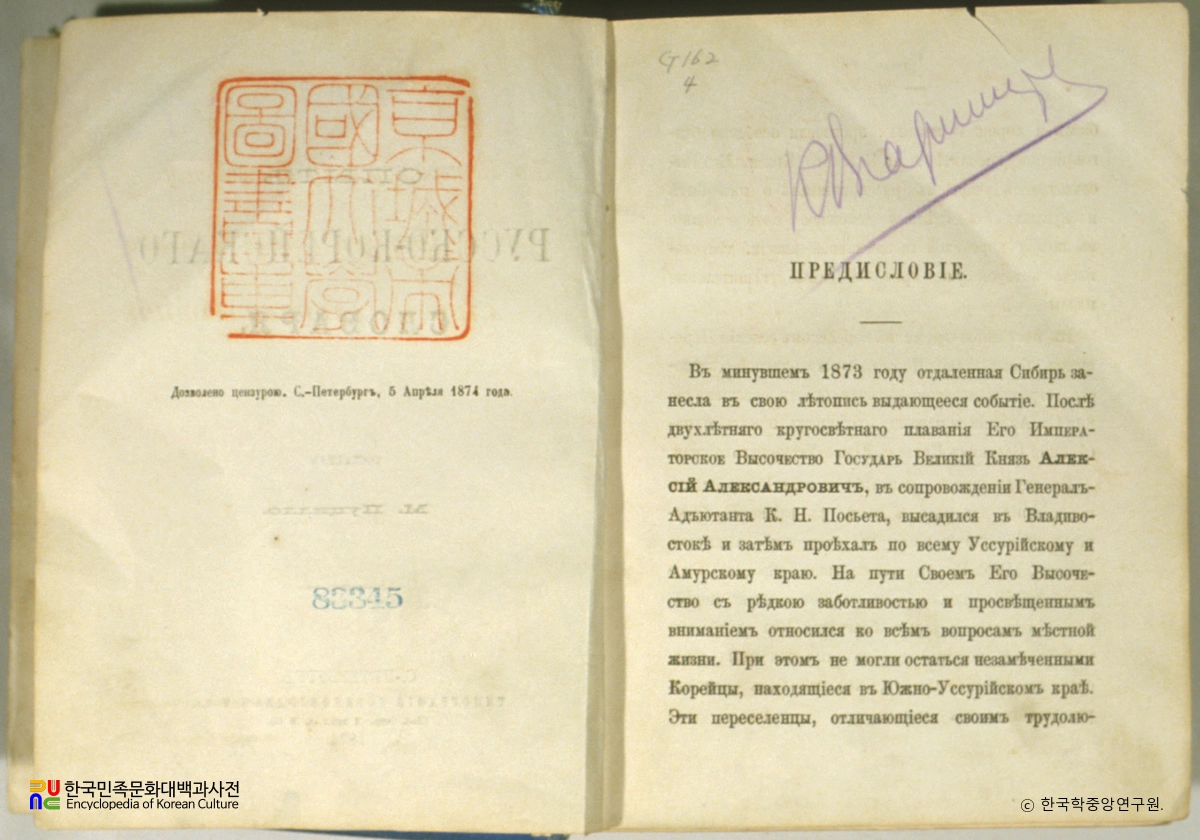 京城帝
國大學
圖書章
Дозволено цензурою. С.-Петербургъ, 5 Апрѣля 1874 года.
83345
4
ПРЕДИСЛОВІЕ.
Въ минувшемъ 1873 году отдаленная Сибирь за-
несла въ свою лѣтопись выдающееся событіе. Послѣ
двухлѣтняго кругосвѣтнаго плаванія Его Импера-
торское Высочество Государь Великій Князь Алек-
сій Александровичъ, въ сопровожденіи Генералъ-
Адъютанта К. Н. Посьета, высадился въ Владиво-
стокѣ и затѣмъ проѣхалъ по всему Уссурійскому и
Амурскому краю. На пути Своемъ Его Высоче-
ство съ рѣдкою заботливостью и просвѣщеннымъ
вниманіемъ относился ко всѣмъ вопросамъ мѣстной
жизни. При этомъ не могли остаться незамѣченными
Корейцы, находящіеся въ Южно-Уссурійскомъ краѣ.
Эти переселенцы, отличающіеся своимъ трудолю-
한국민족문화대백과사전
Encyclopedia of Korean Culture
© 한국학중앙연구원.